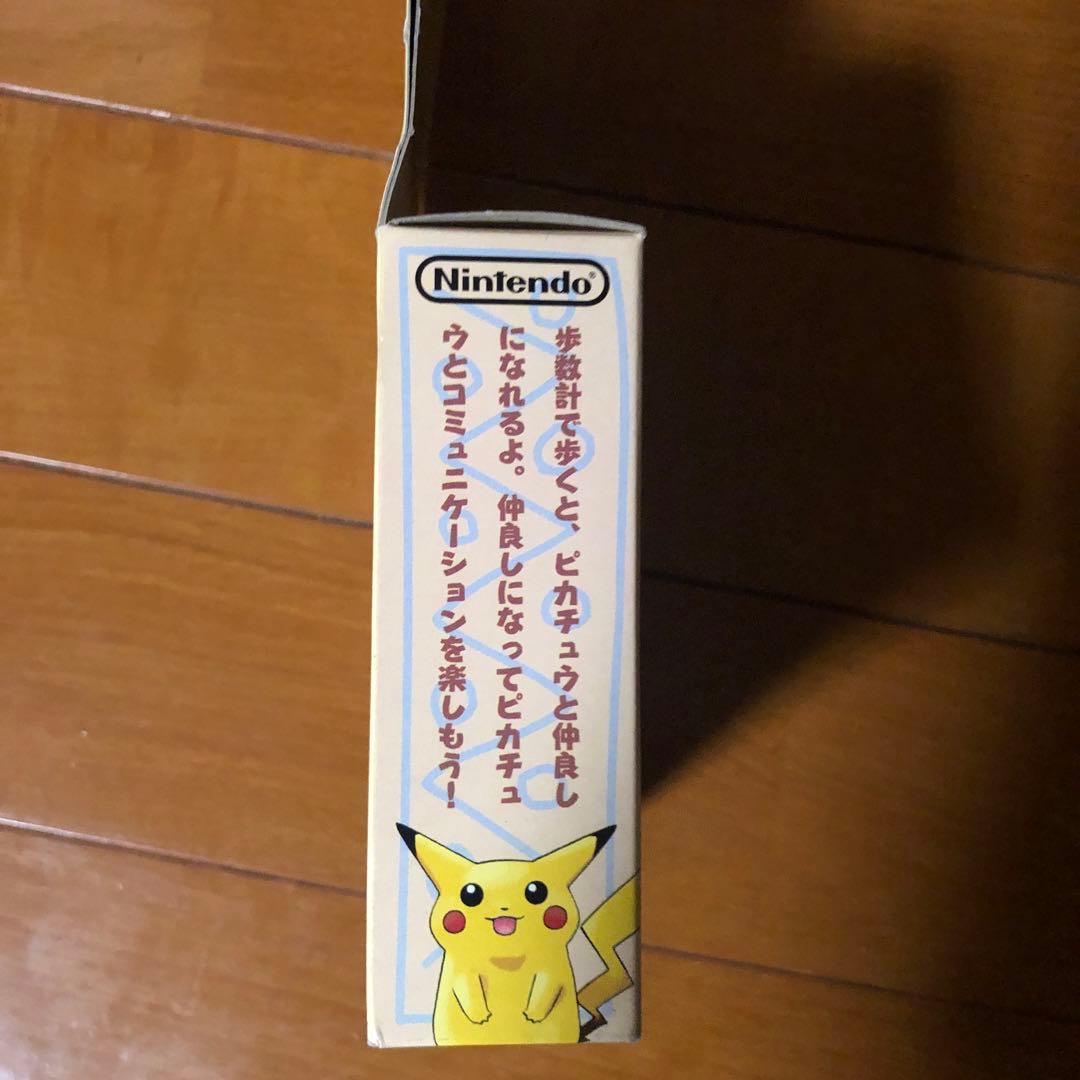 Nintendo®
歩数計で歩くと、ピカチュウと仲良し
になれるよ。仲良しになってピカチュ
ウとコミュニケーションを楽しもう!